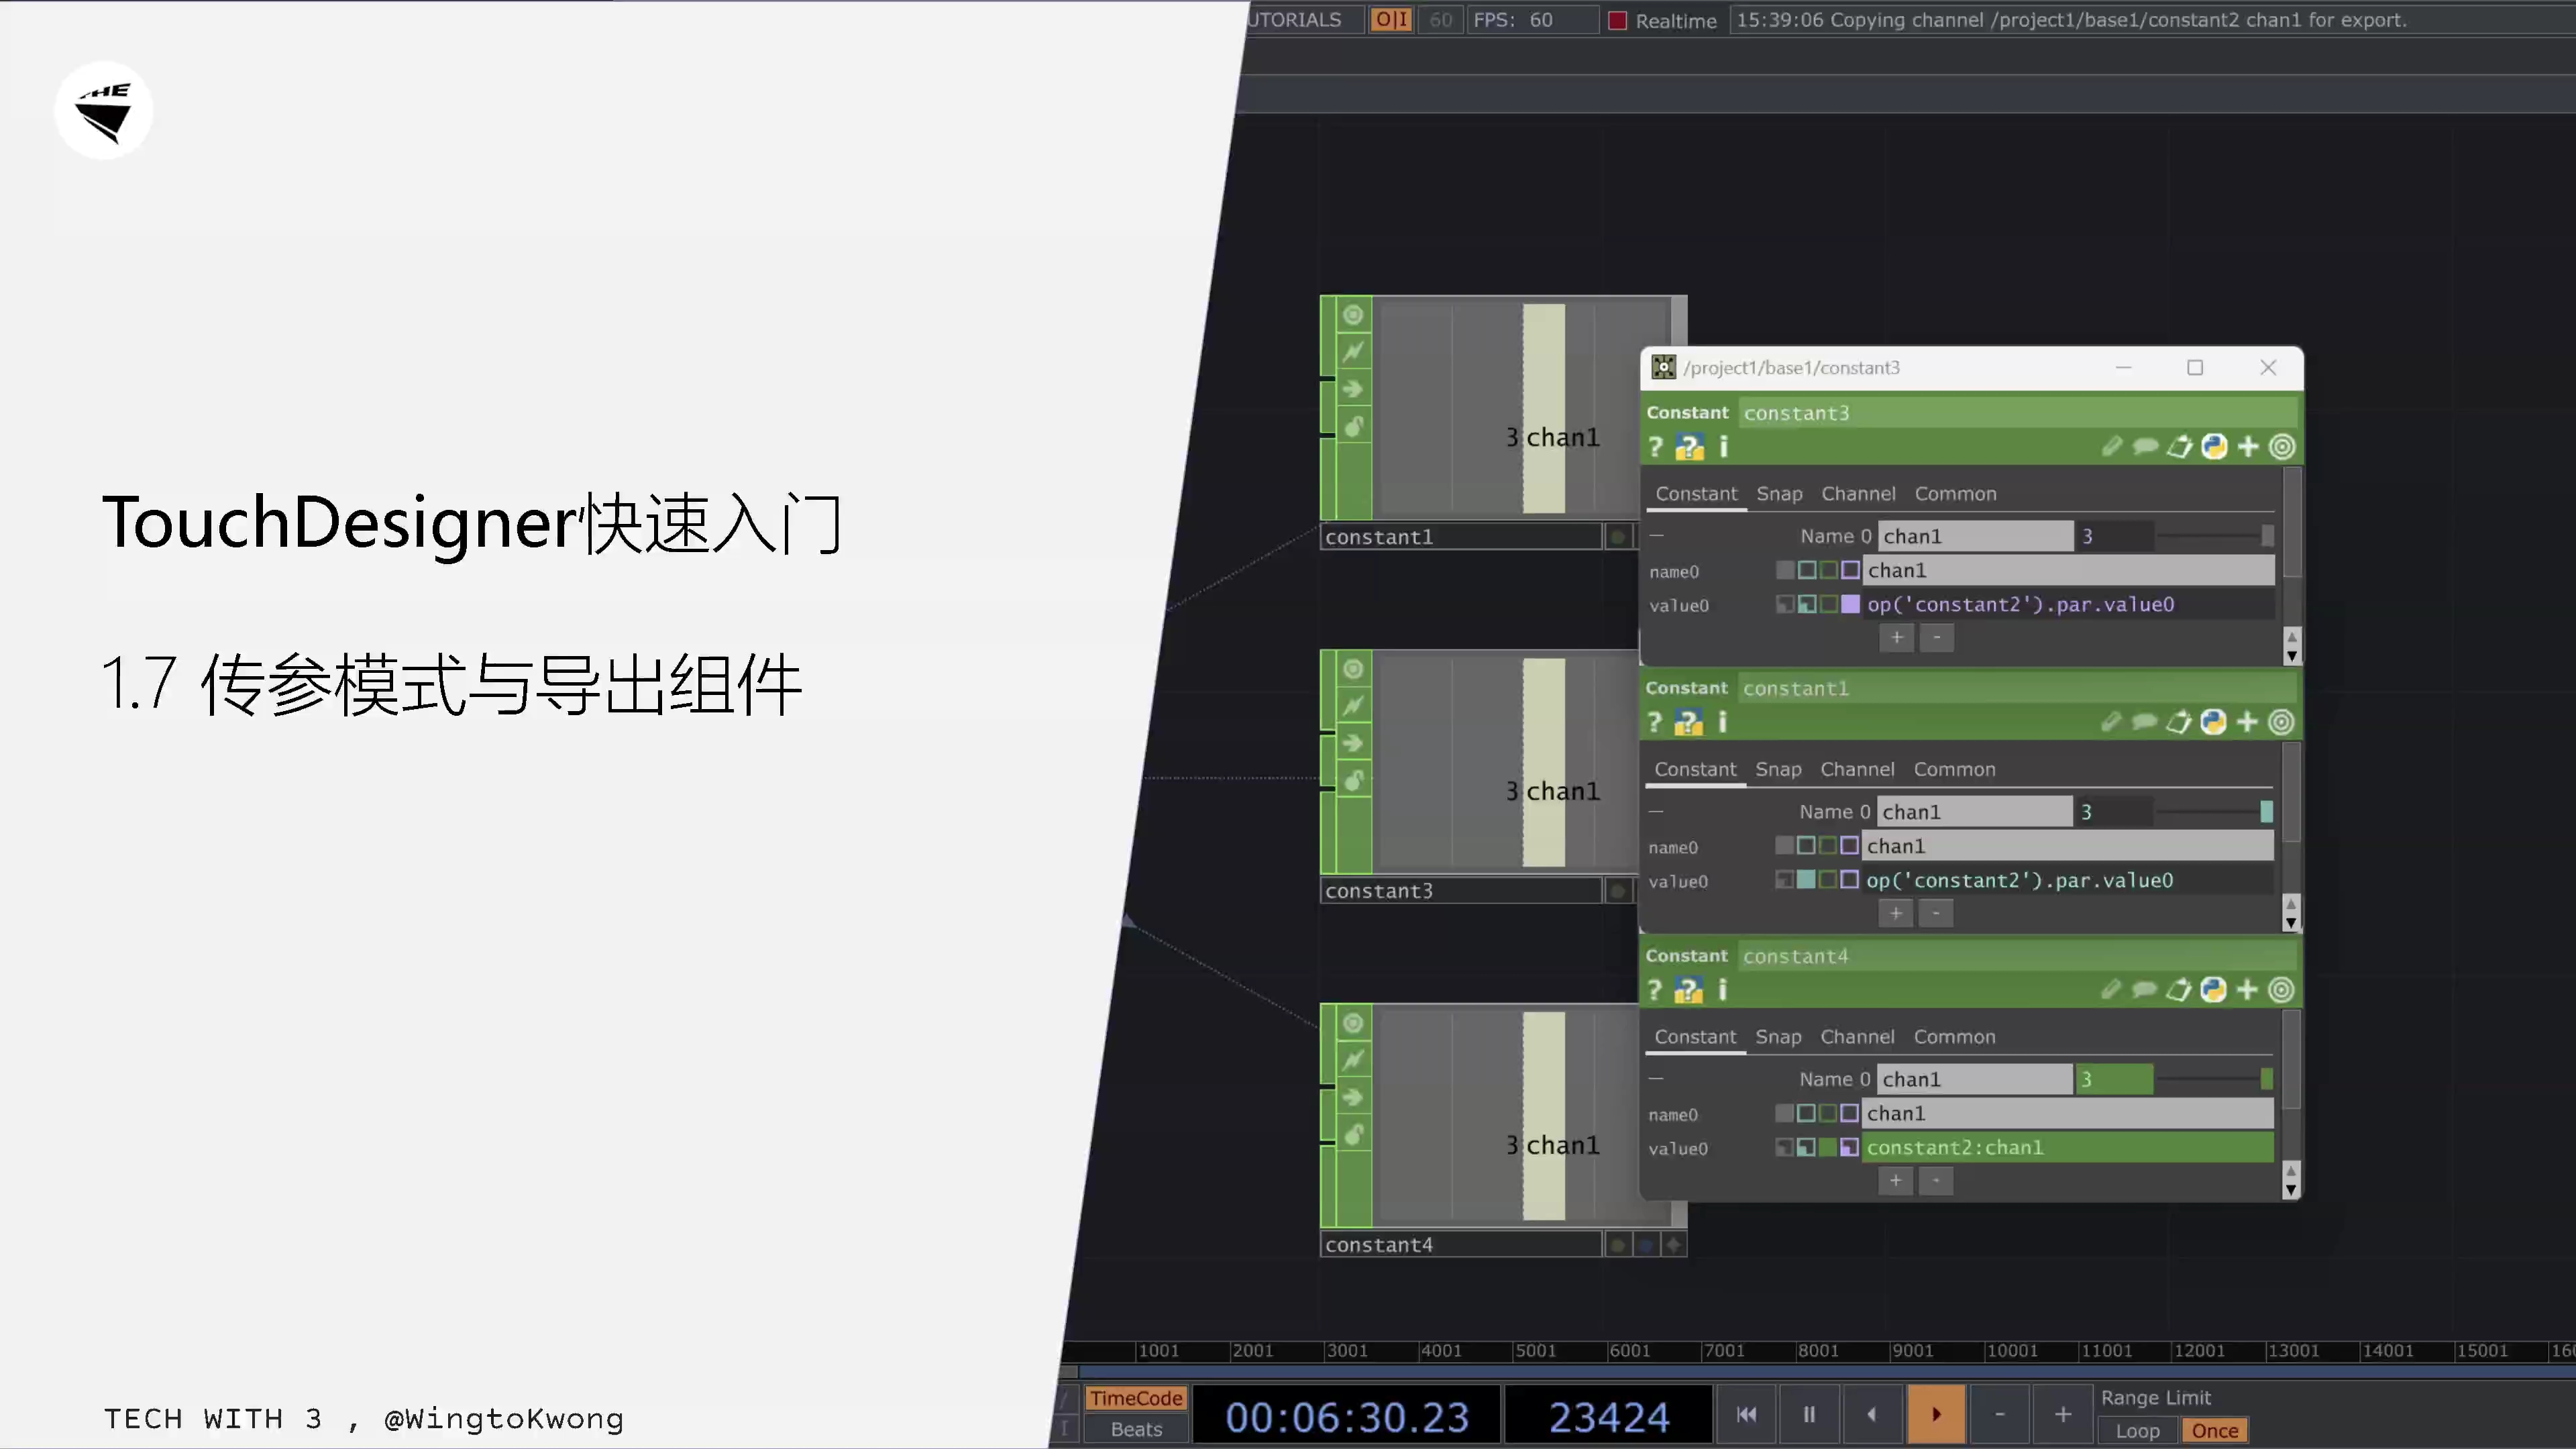 HE
TouchDesigner快速入门
1.7 传参模式与导出组件
TECH WITH 3 , @WingtoKwong
UTORIALS O|I 60 FPS: 60 Realtime 15:39:06 Copying channel /project1/base1/constant2 chan1 for export.
3 chan1
constant1
3 chan1
constant3
3 chan1
constant4
/project1/base1/constant3
Constant constant3
? ? i
Constant Snap Channel Common
Name 0 chan1 3
name0 chan1
value0 op('constant2').par.value0
+ -
Constant constant1
? ? i
Constant Snap Channel Common
Name 0 chan1 3
name0 chan1
value0 op('constant2').par.value0
+ -
Constant constant4
? ? i
Constant Snap Channel Common
Name 0 chan1 3
name0 chan1
value0 constant2:chan1
+ -
1001 2001 3001 4001 5001 6001 7001 8001 9001 10001 11001 12001 13001 14001 15001
TimeCode 00:06:30.23 23424 - + Range Limit
Beats Loop Once